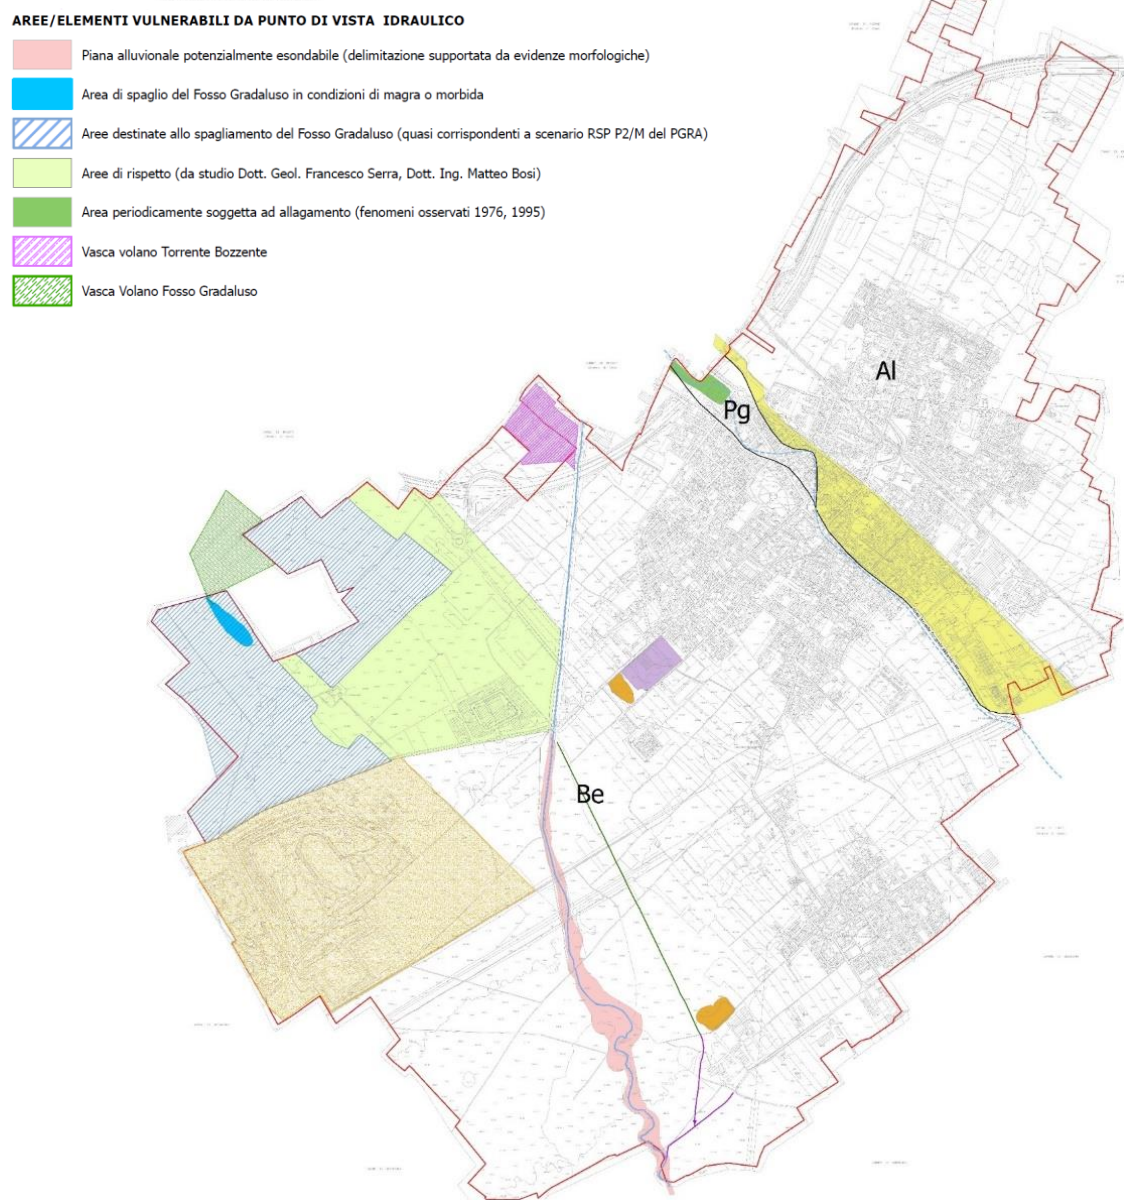 AREE/ELEMENTI VULNERABILI DA PUNTO DI VISTA IDRAULICO
Piana alluvionale potenzialmente esondabile (delimitazione supportata da evidenze morfologiche)
Area di spaglio del Fosso Gradaluso in condizioni di magra o morbida
Aree destinate allo spagliamento del Fosso Gradaluso (quasi corrispondenti a scenario RSP P2/M del PGRA)
Aree di rispetto (da studio Dott. Geol. Francesco Serra, Dott. Ing. Matteo Bosi)
Area periodicamente soggetta ad allagamento (fenomeni osservati 1976, 1995)
Vasca volano Torrente Bozzente
Vasca Volano Fosso Gradaluso
Al
Pg
Be